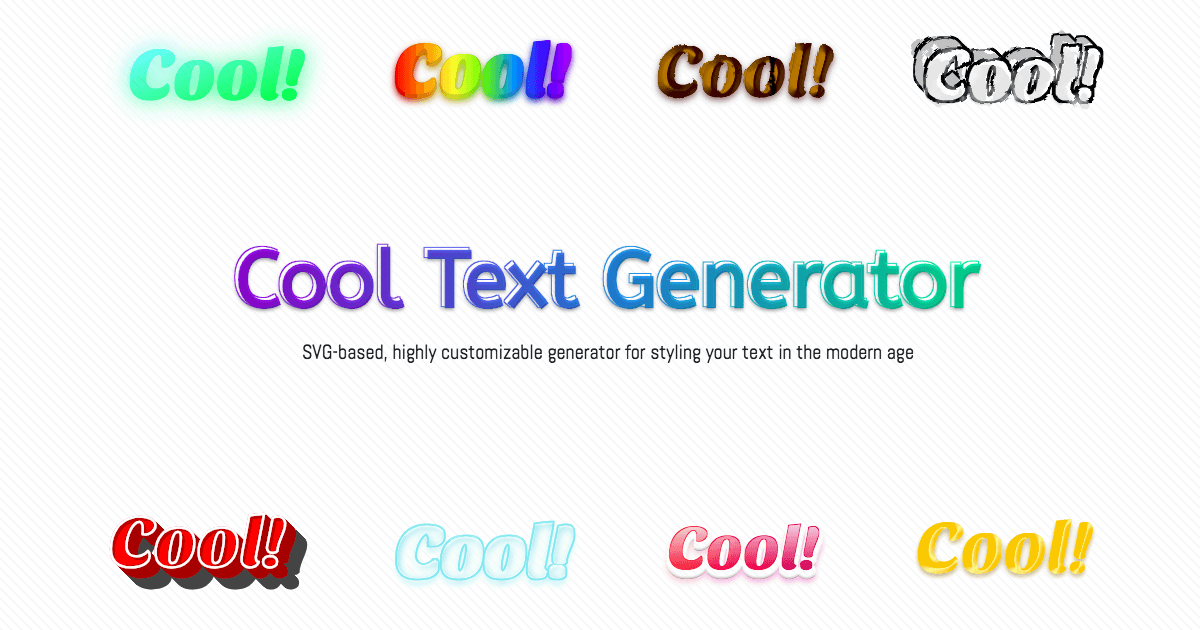 Cool! Cool! Cool! Cool!
Cool Text Generator
SVG-based, highly customizable generator for styling your text in the modern age
Cool! Cool! Cool! Cool!